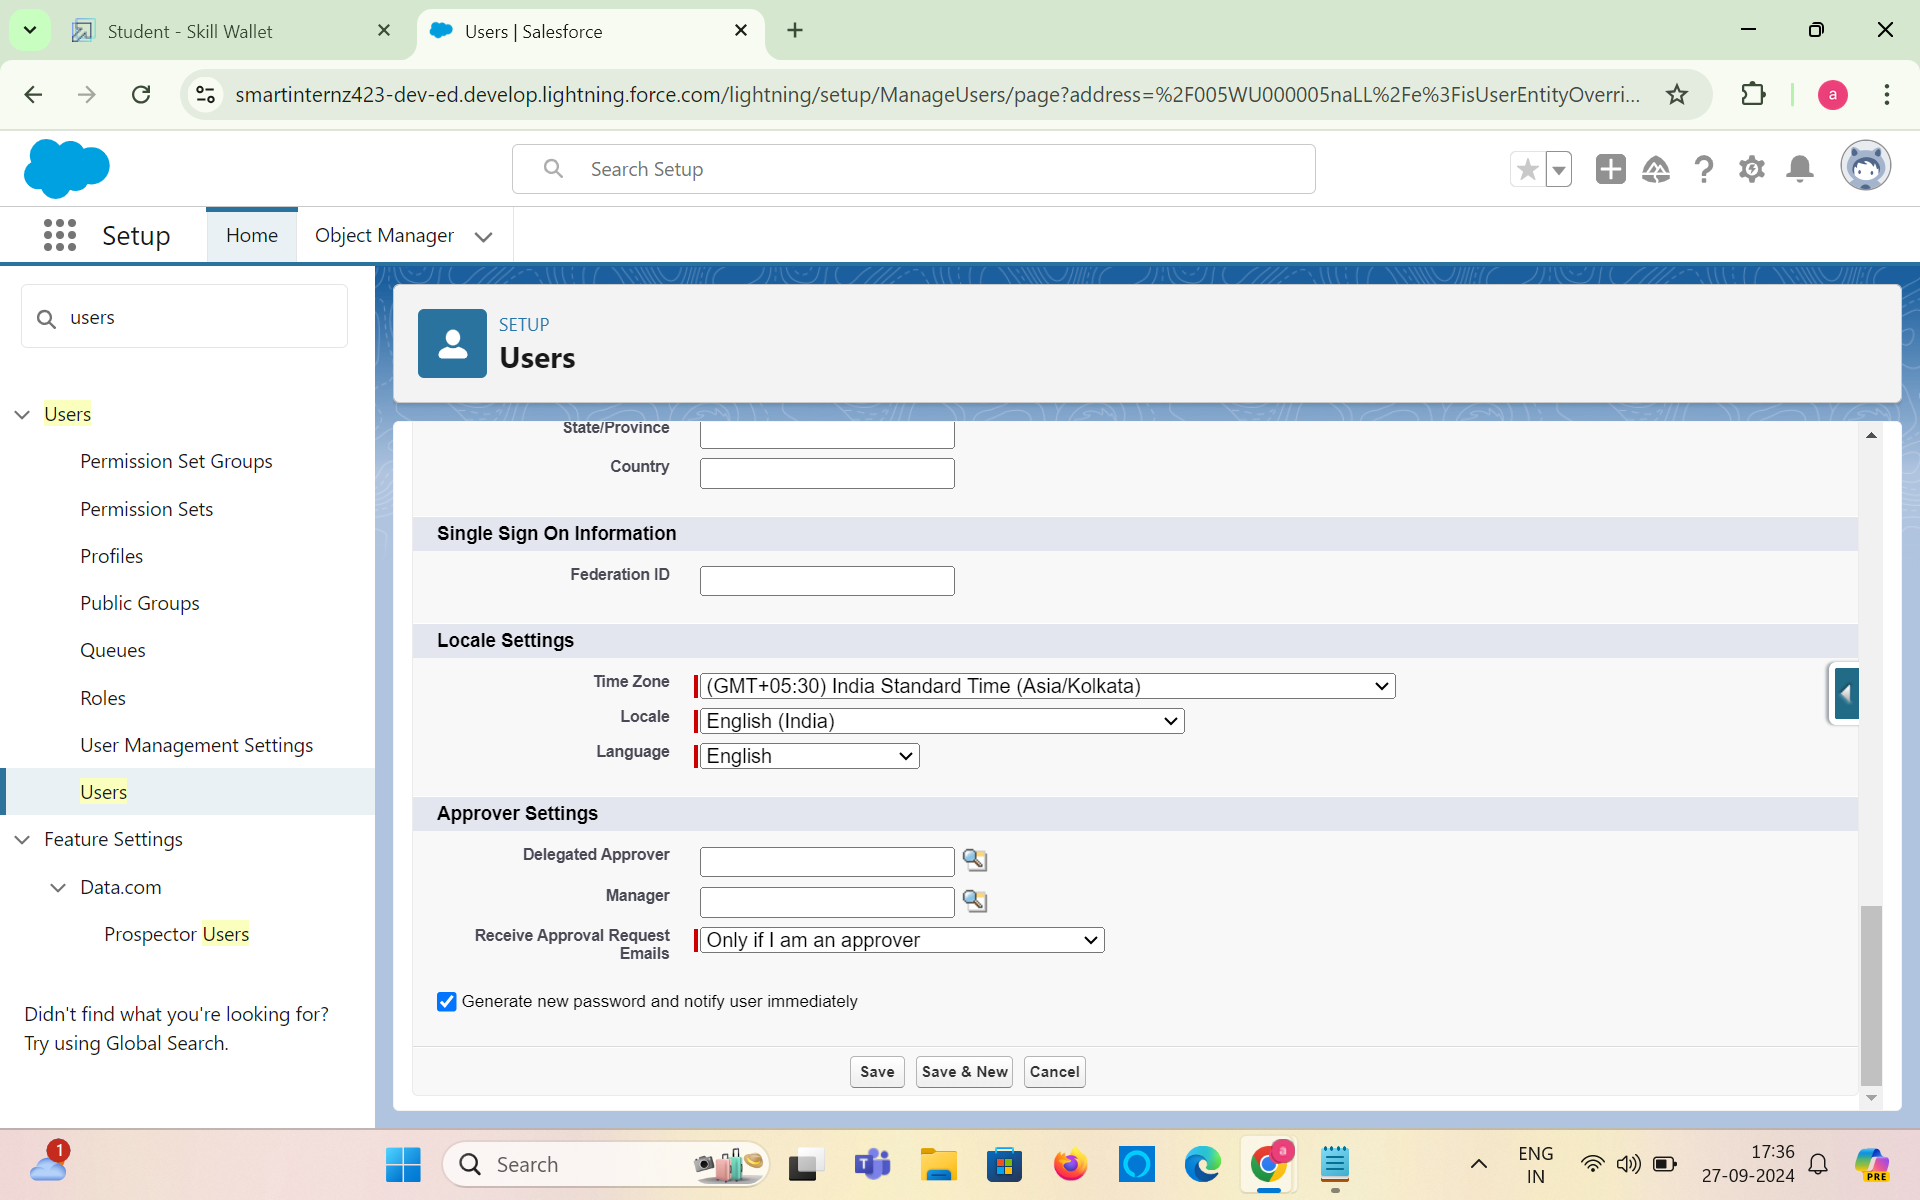 Student - Skill Wallet
Users | Salesforce
smartinternz423-dev-ed.develop.lightning.force.com/lightning/setup/ManageUsers/page?address=%2F005WU000005naLL%2Fe%3FisUserEntityOverri...
a
Search Setup
Setup
Home
Object Manager
users
Users
Permission Set Groups
Permission Sets
Profiles
Public Groups
Queues
Roles
User Management Settings
Users
Feature Settings
Data.com
Prospector Users
Didn't find what you're looking for?
Try using Global Search.
SETUP
Users
State/Province
Country
Single Sign On Information
Federation ID
Locale Settings
Time Zone
(GMT+05:30) India Standard Time (Asia/Kolkata)
Locale
English (India)
Language
English
Approver Settings
Delegated Approver
Manager
Receive Approval Request
Emails
Only if I am an approver
Generate new password and notify user immediately
Save
Save & New
Cancel
1
Search
T
a
ENG
IN
17:36
27-09-2024
PRE